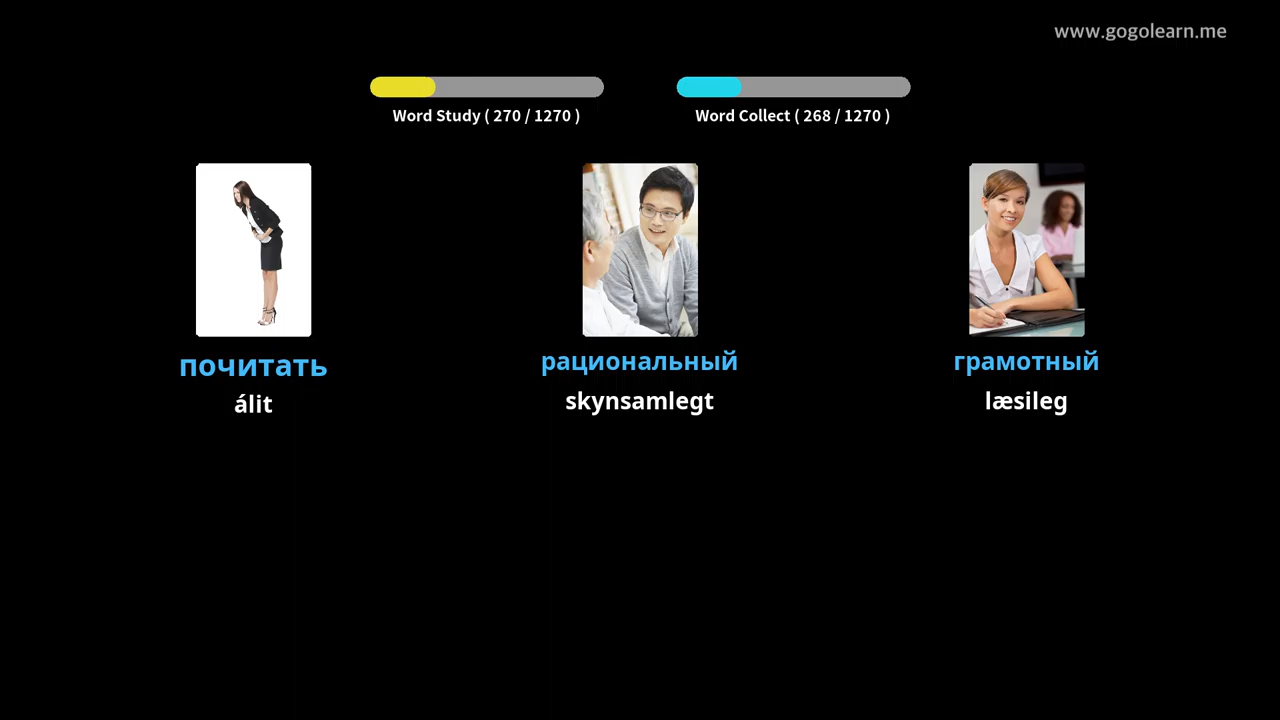 www.gogolearn.me
Word Study ( 270 / 1270 )
Word Collect ( 268 / 1270 )
почитать
рациональный
грамотный
álit
skynsamlegt
læsileg